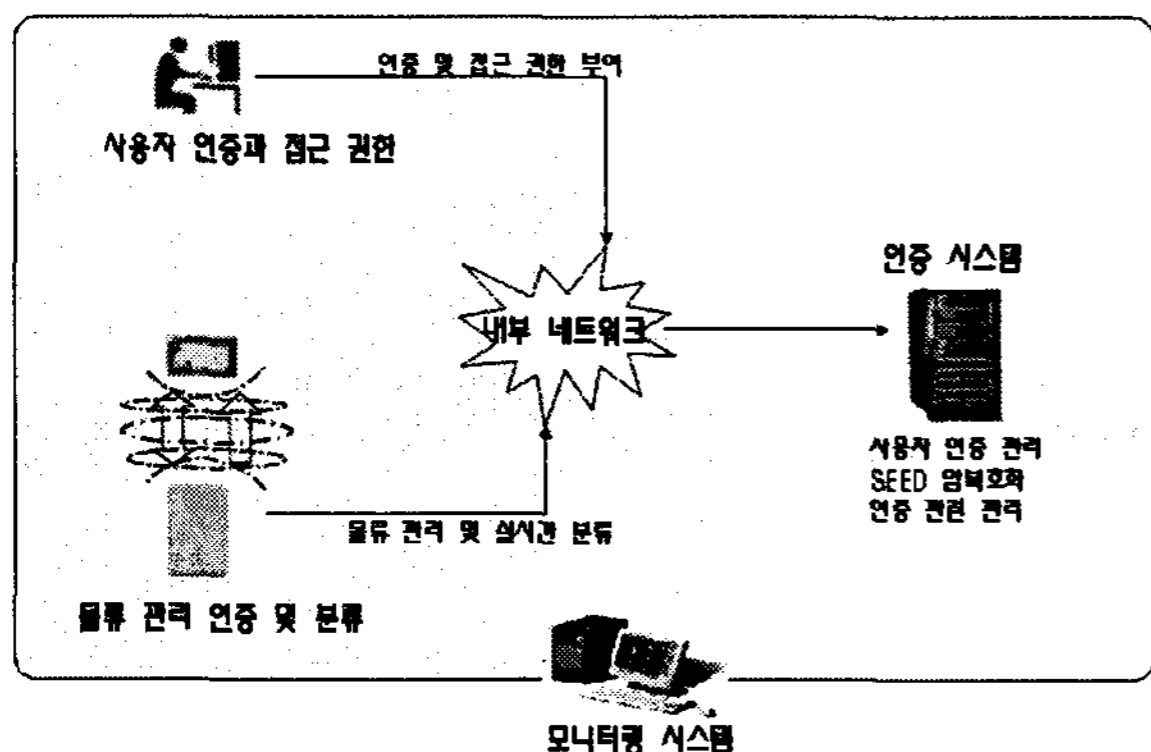 인증 및 접근 권한 부여
사용자 인증과 접근 권한
인증 시스템
내부 네트워크
사용자 인증 관리
SEED 암복호화
인증 관련 관리
물류 관리 및 실시간 분류
물류 관리 인증 및 분류
모니터링 시스템